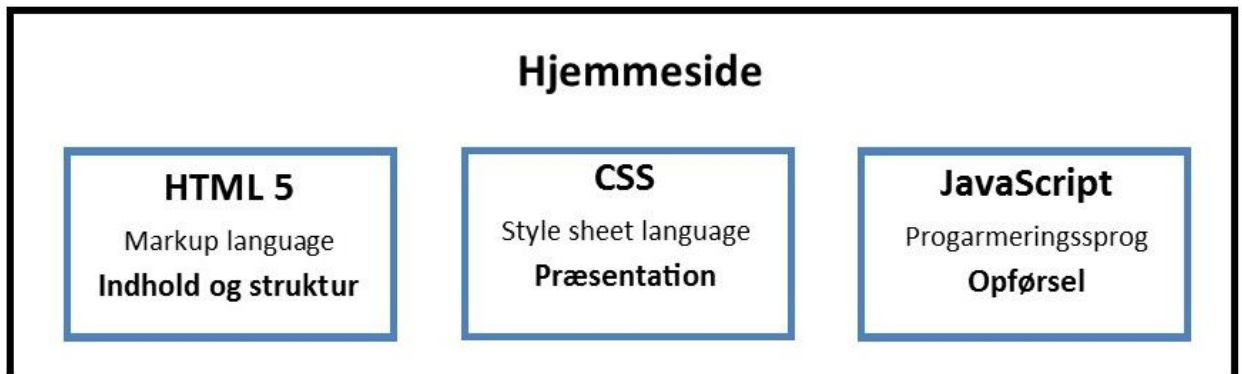 Hjemmeside
HTML 5
Markup language
Indhold og struktur
CSS
Style sheet language
Præsentation
JavaScript
Progarmeringssprog
Opførsel